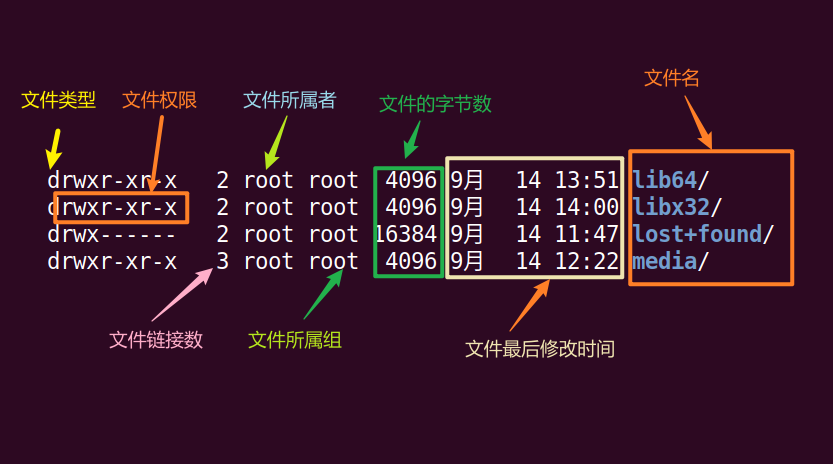 文件名
文件类型 文件权限 文件所属者 文件的字节数
drwxr-xr-x 2 root root 4096 9月 14 13:51 lib64/
drwxr-xr-x 2 root root 4096 9月 14 14:00 libx32/
drwx------ 2 root root 16384 9月 14 11:47 lost+found/
drwxr-xr-x 3 root root 4096 9月 14 12:22 media/
文件链接数 文件所属组 文件最后修改时间